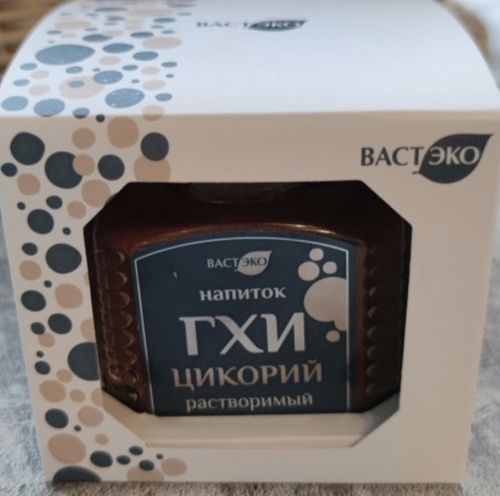 ВАСТЭКО
ВАСТЭКО
ВАСТЭКО
напиток
ГХИ
ЦИКОРИЙ
растворимый